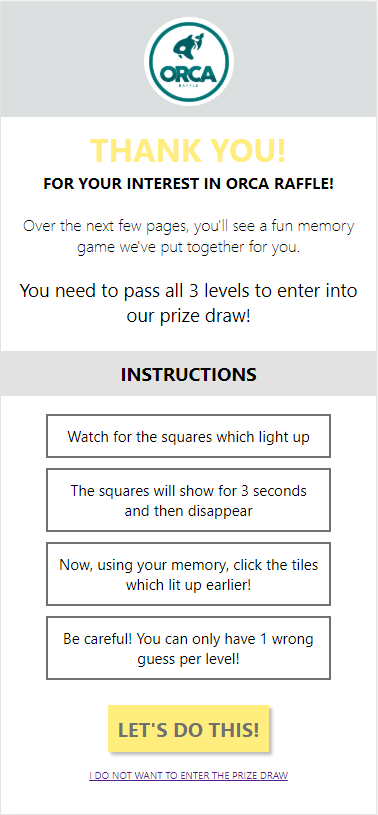 ORCA
RAFFLE
THANK YOU!
FOR YOUR INTEREST IN ORCA RAFFLE!
Over the next few pages, you'll see a fun memory
game we've put together for you.
You need to pass all 3 levels to enter into
our prize draw!
INSTRUCTIONS
Watch for the squares which light up
The squares will show for 3 seconds
and then disappear
Now, using your memory, click the tiles
which lit up earlier!
Be careful! You can only have 1 wrong
guess per level!
LET'S DO THIS!
I DO NOT WANT TO ENTER THE PRIZE DRAW